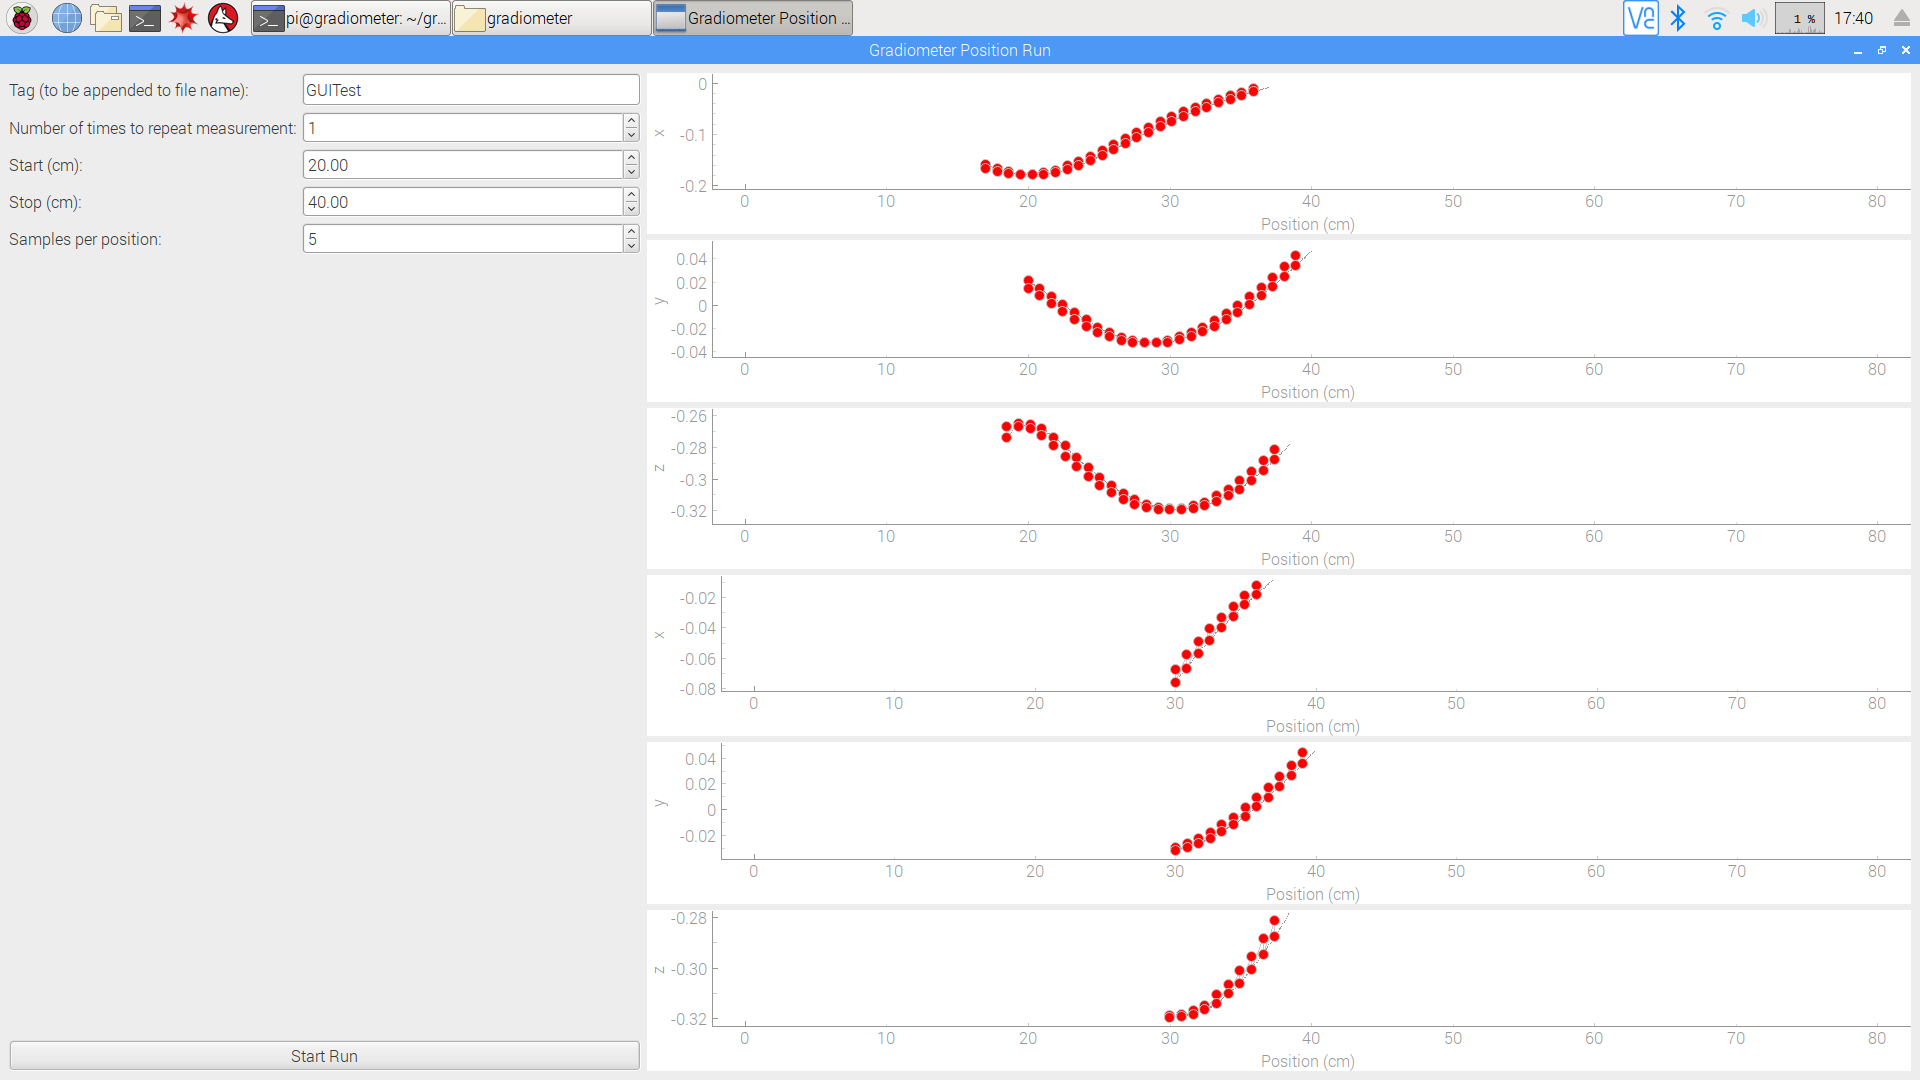 pi@gradiometer: ~/gr...
gradiometer
Gradiometer Position ...
1 %
17:40
Gradiometer Position Run
Tag (to be appended to file name):
GUITest
Number of times to repeat measurement:
1
Start (cm):
20.00
Stop (cm):
40.00
Samples per position:
5
Start Run
x
0
-0.1
-0.2
0 10 20 30 40 50 60 70 80
Position (cm)
y
0.04
0.02
0
-0.02
-0.04
0 10 20 30 40 50 60 70 80
Position (cm)
z
-0.26
-0.28
-0.3
-0.32
0 10 20 30 40 50 60 70 80
Position (cm)
x
-0.02
-0.04
-0.06
-0.08
0 10 20 30 40 50 60 70 80
Position (cm)
y
0.04
0.02
0
-0.02
0 10 20 30 40 50 60 70 80
Position (cm)
z
-0.28
-0.30
-0.32
0 10 20 30 40 50 60 70 80
Position (cm)